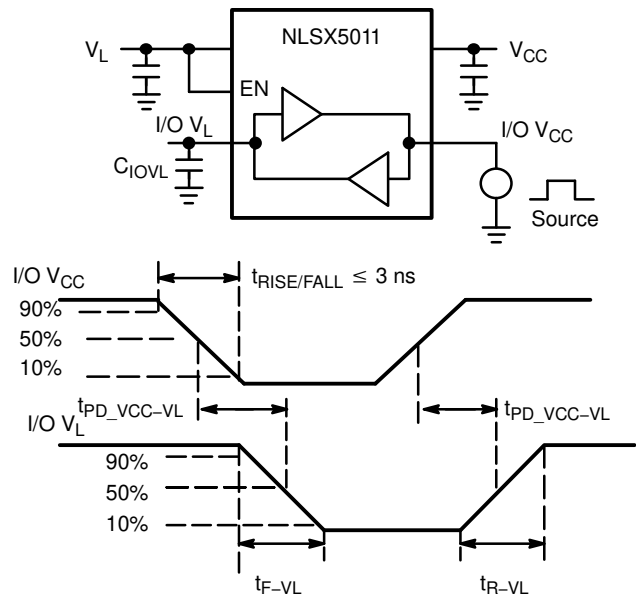 NLSX5011
V_L
V_CC
EN
I/O V_L
I/O V_CC
C_IOVL
Source
I/O V_CC
t_RISE/FALL ≤ 3 ns
90%
50%
10%
t_PD_VCC–VL
t_PD_VCC–VL
I/O V_L
90%
50%
10%
t_F–VL
t_R–VL